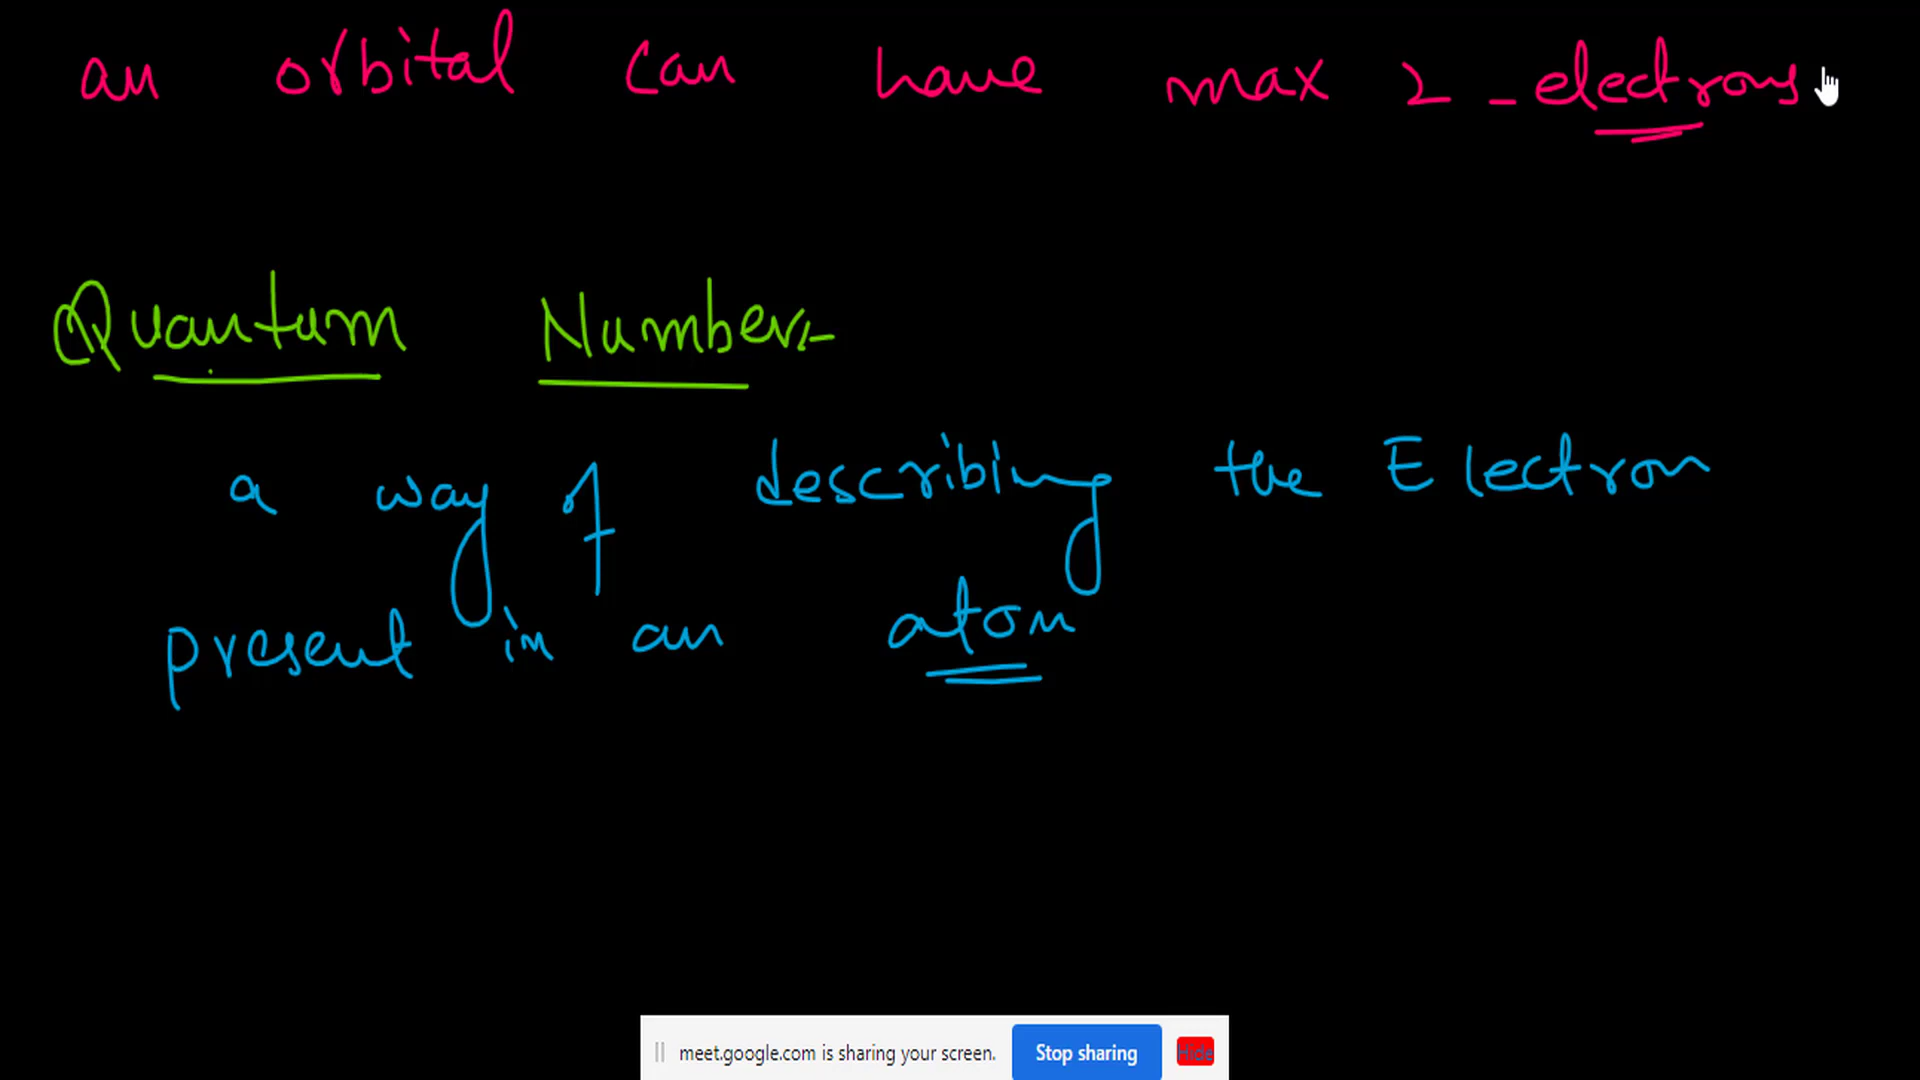 an orbital can have max 2 - electrons
Quantum Number:-
a way of describing the Electron
present in an atom
meet.google.com is sharing your screen. Stop sharing Hide